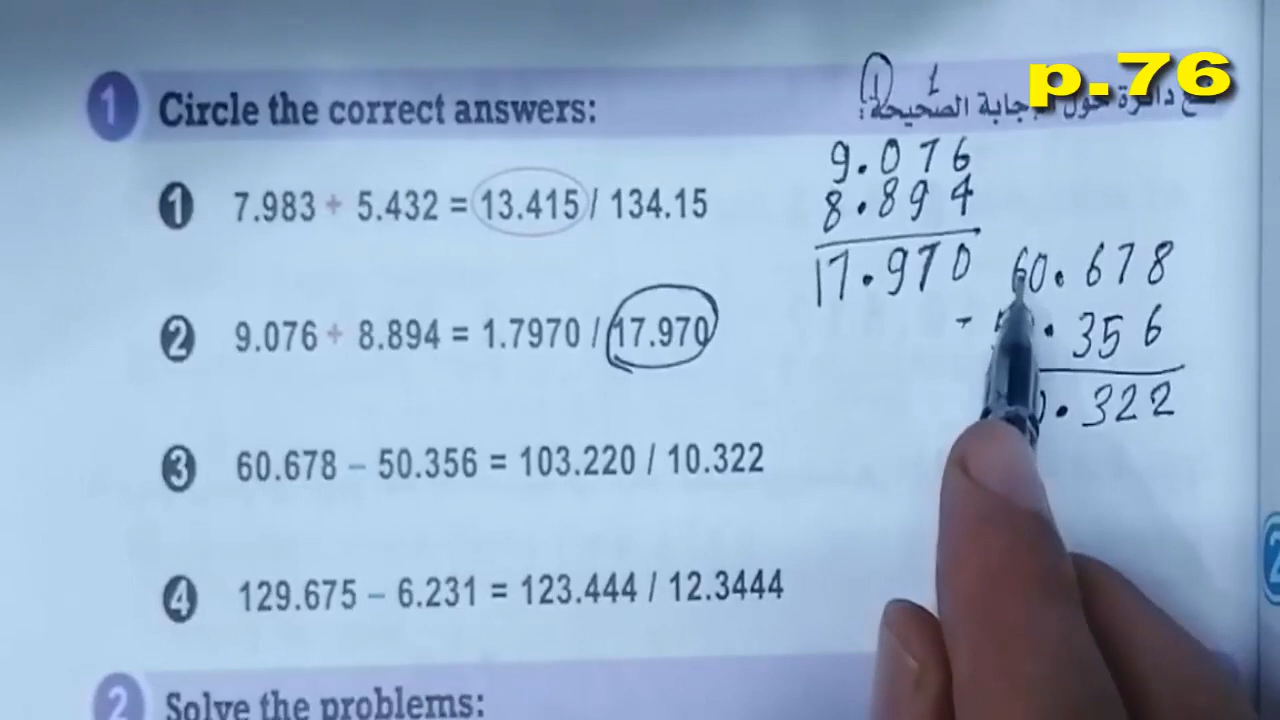 p.76
1 Circle the correct answers: حول الصحيحة:
1 7.983 + 5.432 = 13.415 / 134.15
2 9.076 + 8.894 = 1.7970 / 17.970
3 60.678 – 50.356 = 103.220 / 10.322
4 129.675 – 6.231 = 123.444 / 12.3444
1
9.076
8.894
17.970
60.678
- .356
0.322
2
2 Solve the problems: